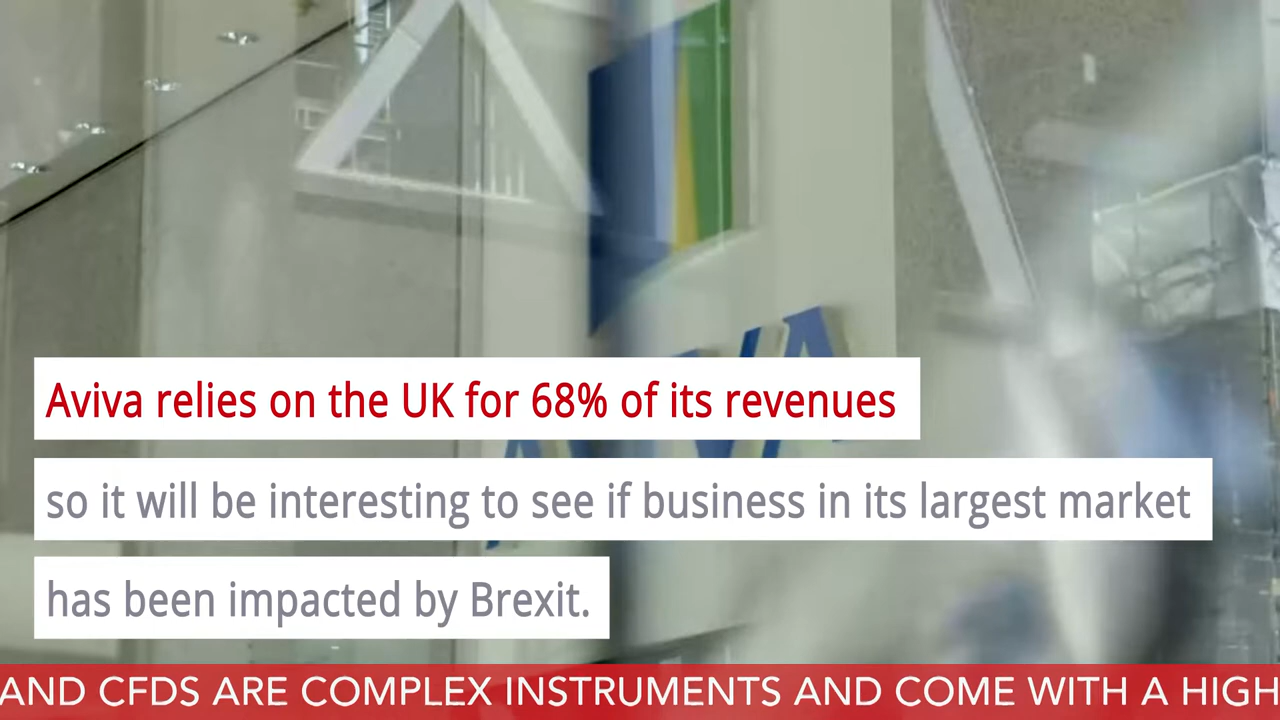 Aviva relies on the UK for 68% of its revenues
so it will be interesting to see if business in its largest market
has been impacted by Brexit.
AND CFDS ARE COMPLEX INSTRUMENTS AND COME WITH A HIGH